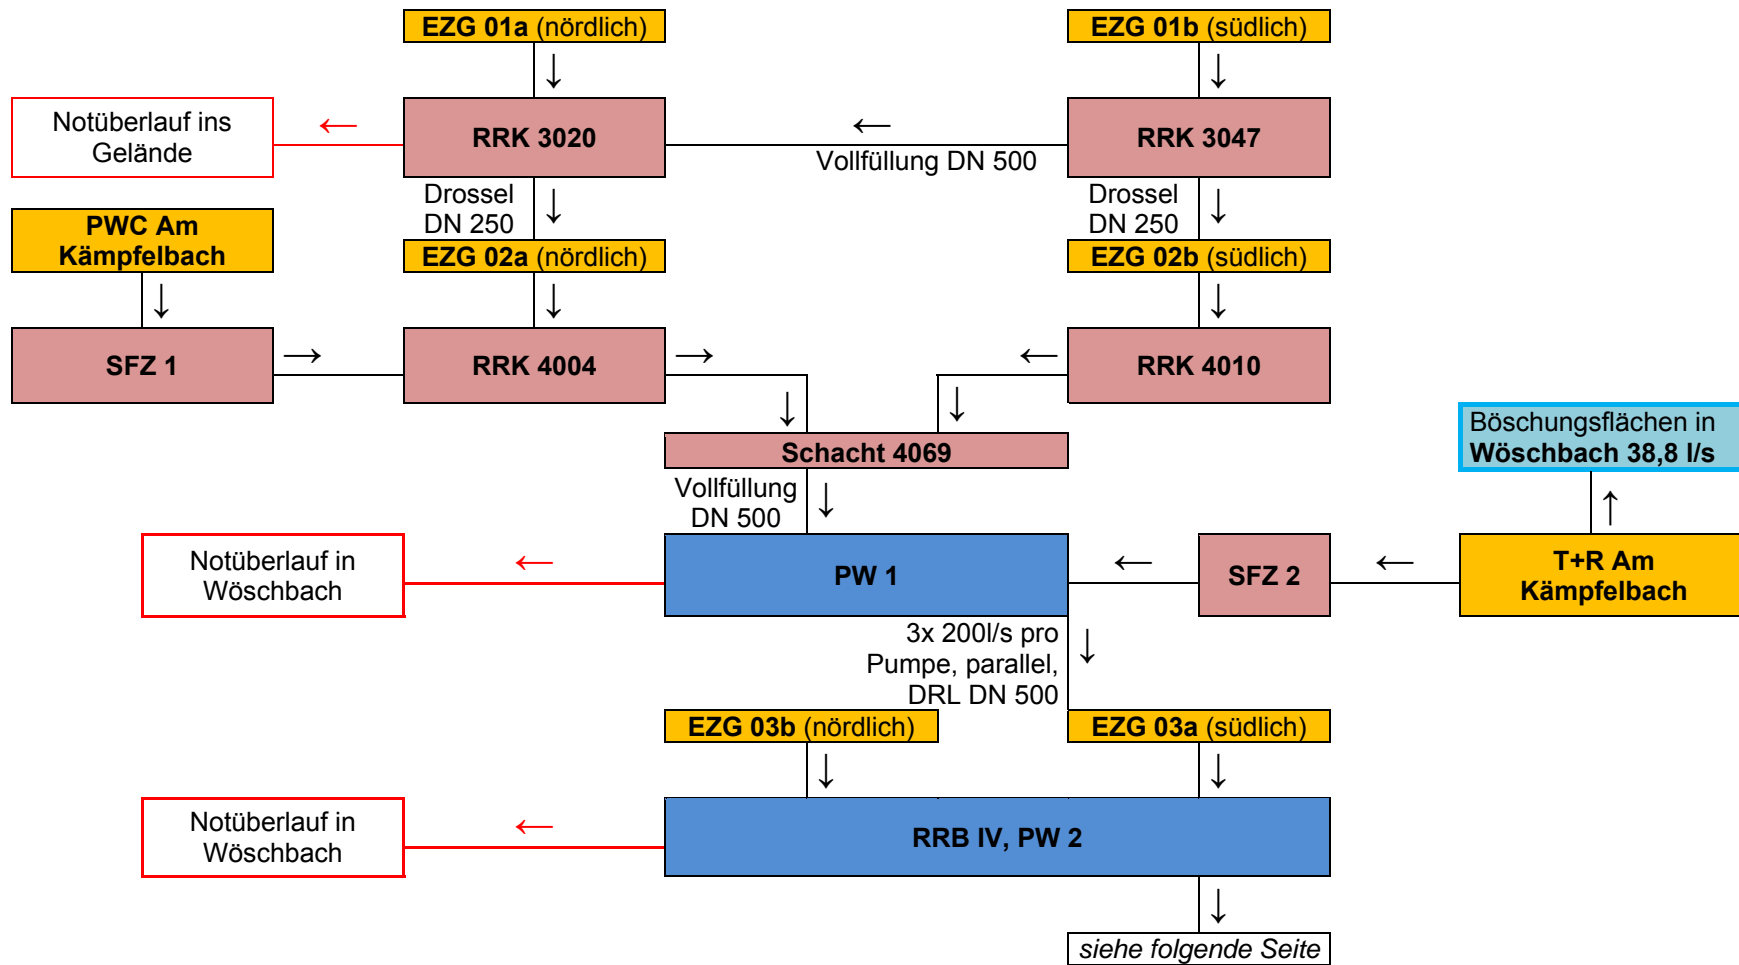 EZG 01a (nördlich)
EZG 01b (südlich)
Notüberlauf ins
Gelände
RRK 3020
Vollfüllung DN 500
RRK 3047
Drossel
DN 250
Drossel
DN 250
PWC Am
Kämpfelbach
EZG 02a (nördlich)
EZG 02b (südlich)
SFZ 1
RRK 4004
RRK 4010
Böschungsflächen in
Wöschbach 38,8 l/s
Schacht 4069
Vollfüllung
DN 500
Notüberlauf in
Wöschbach
PW 1
SFZ 2
T+R Am
Kämpfelbach
3x 200l/s pro
Pumpe, parallel,
DRL DN 500
EZG 03b (nördlich)
EZG 03a (südlich)
Notüberlauf in
Wöschbach
RRB IV, PW 2
siehe folgende Seite